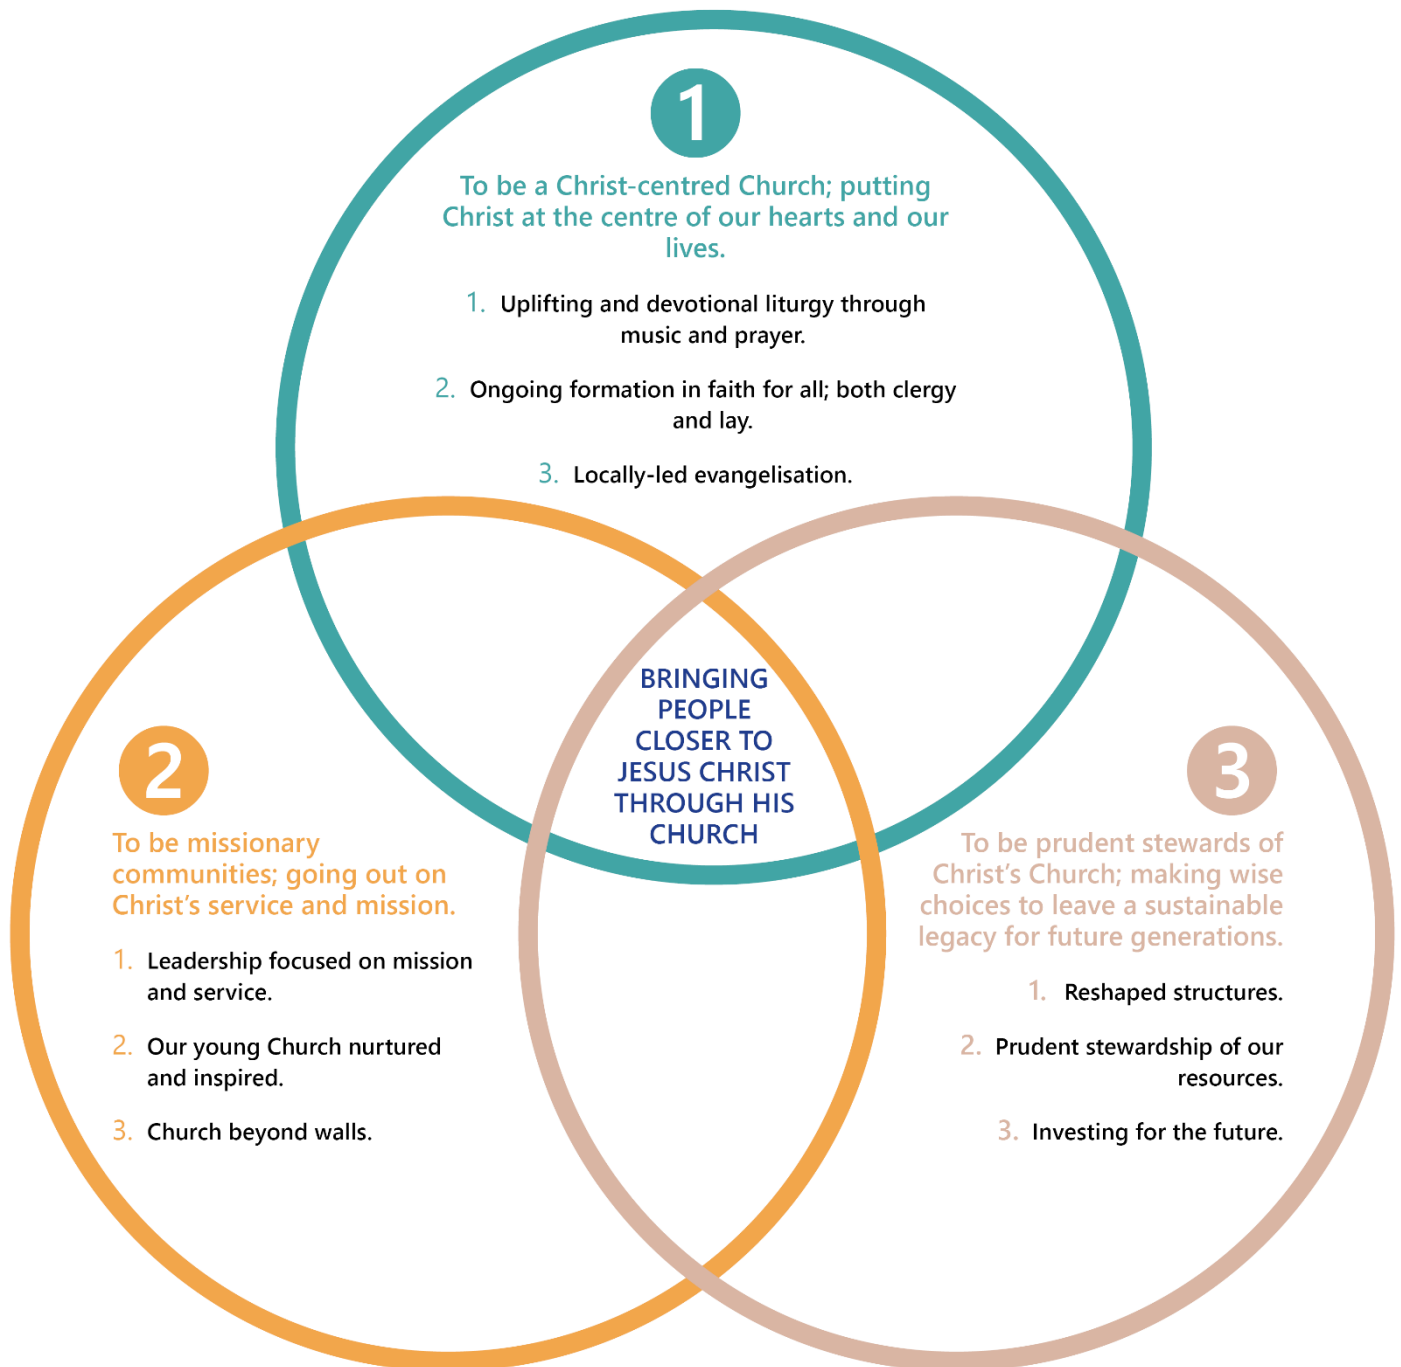 1
To be a Christ-centred Church; putting
Christ at the centre of our hearts and our
lives.
1. Uplifting and devotional liturgy through
music and prayer.
2. Ongoing formation in faith for all; both clergy
and lay.
3. Locally-led evangelisation.
BRINGING
PEOPLE
CLOSER TO
JESUS CHRIST
THROUGH HIS
CHURCH
2
To be missionary
communities; going out on
Christ’s service and mission.
1. Leadership focused on mission
and service.
2. Our young Church nurtured
and inspired.
3. Church beyond walls.
3
To be prudent stewards of
Christ’s Church; making wise
choices to leave a sustainable
legacy for future generations.
1. Reshaped structures.
2. Prudent stewardship of our
resources.
3. Investing for the future.